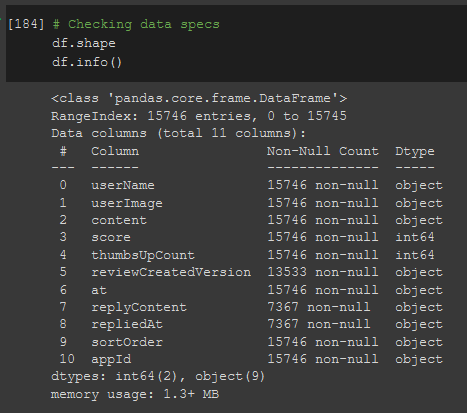 [184] # Checking data specs
df.shape
df.info()
<class 'pandas.core.frame.DataFrame'>
RangeIndex: 15746 entries, 0 to 15745
Data columns (total 11 columns):
 #   Column                Non-Null Count  Dtype
---  ------                --------------  -----
 0   userName              15746 non-null  object
 1   userImage             15746 non-null  object
 2   content               15746 non-null  object
 3   score                 15746 non-null  int64
 4   thumbsUpCount         15746 non-null  int64
 5   reviewCreatedVersion  13533 non-null  object
 6   at                    15746 non-null  object
 7   replyContent          7367 non-null   object
 8   repliedAt             7367 non-null   object
 9   sortOrder             15746 non-null  object
 10  appId                 15746 non-null  object
dtypes: int64(2), object(9)
memory usage: 1.3+ MB